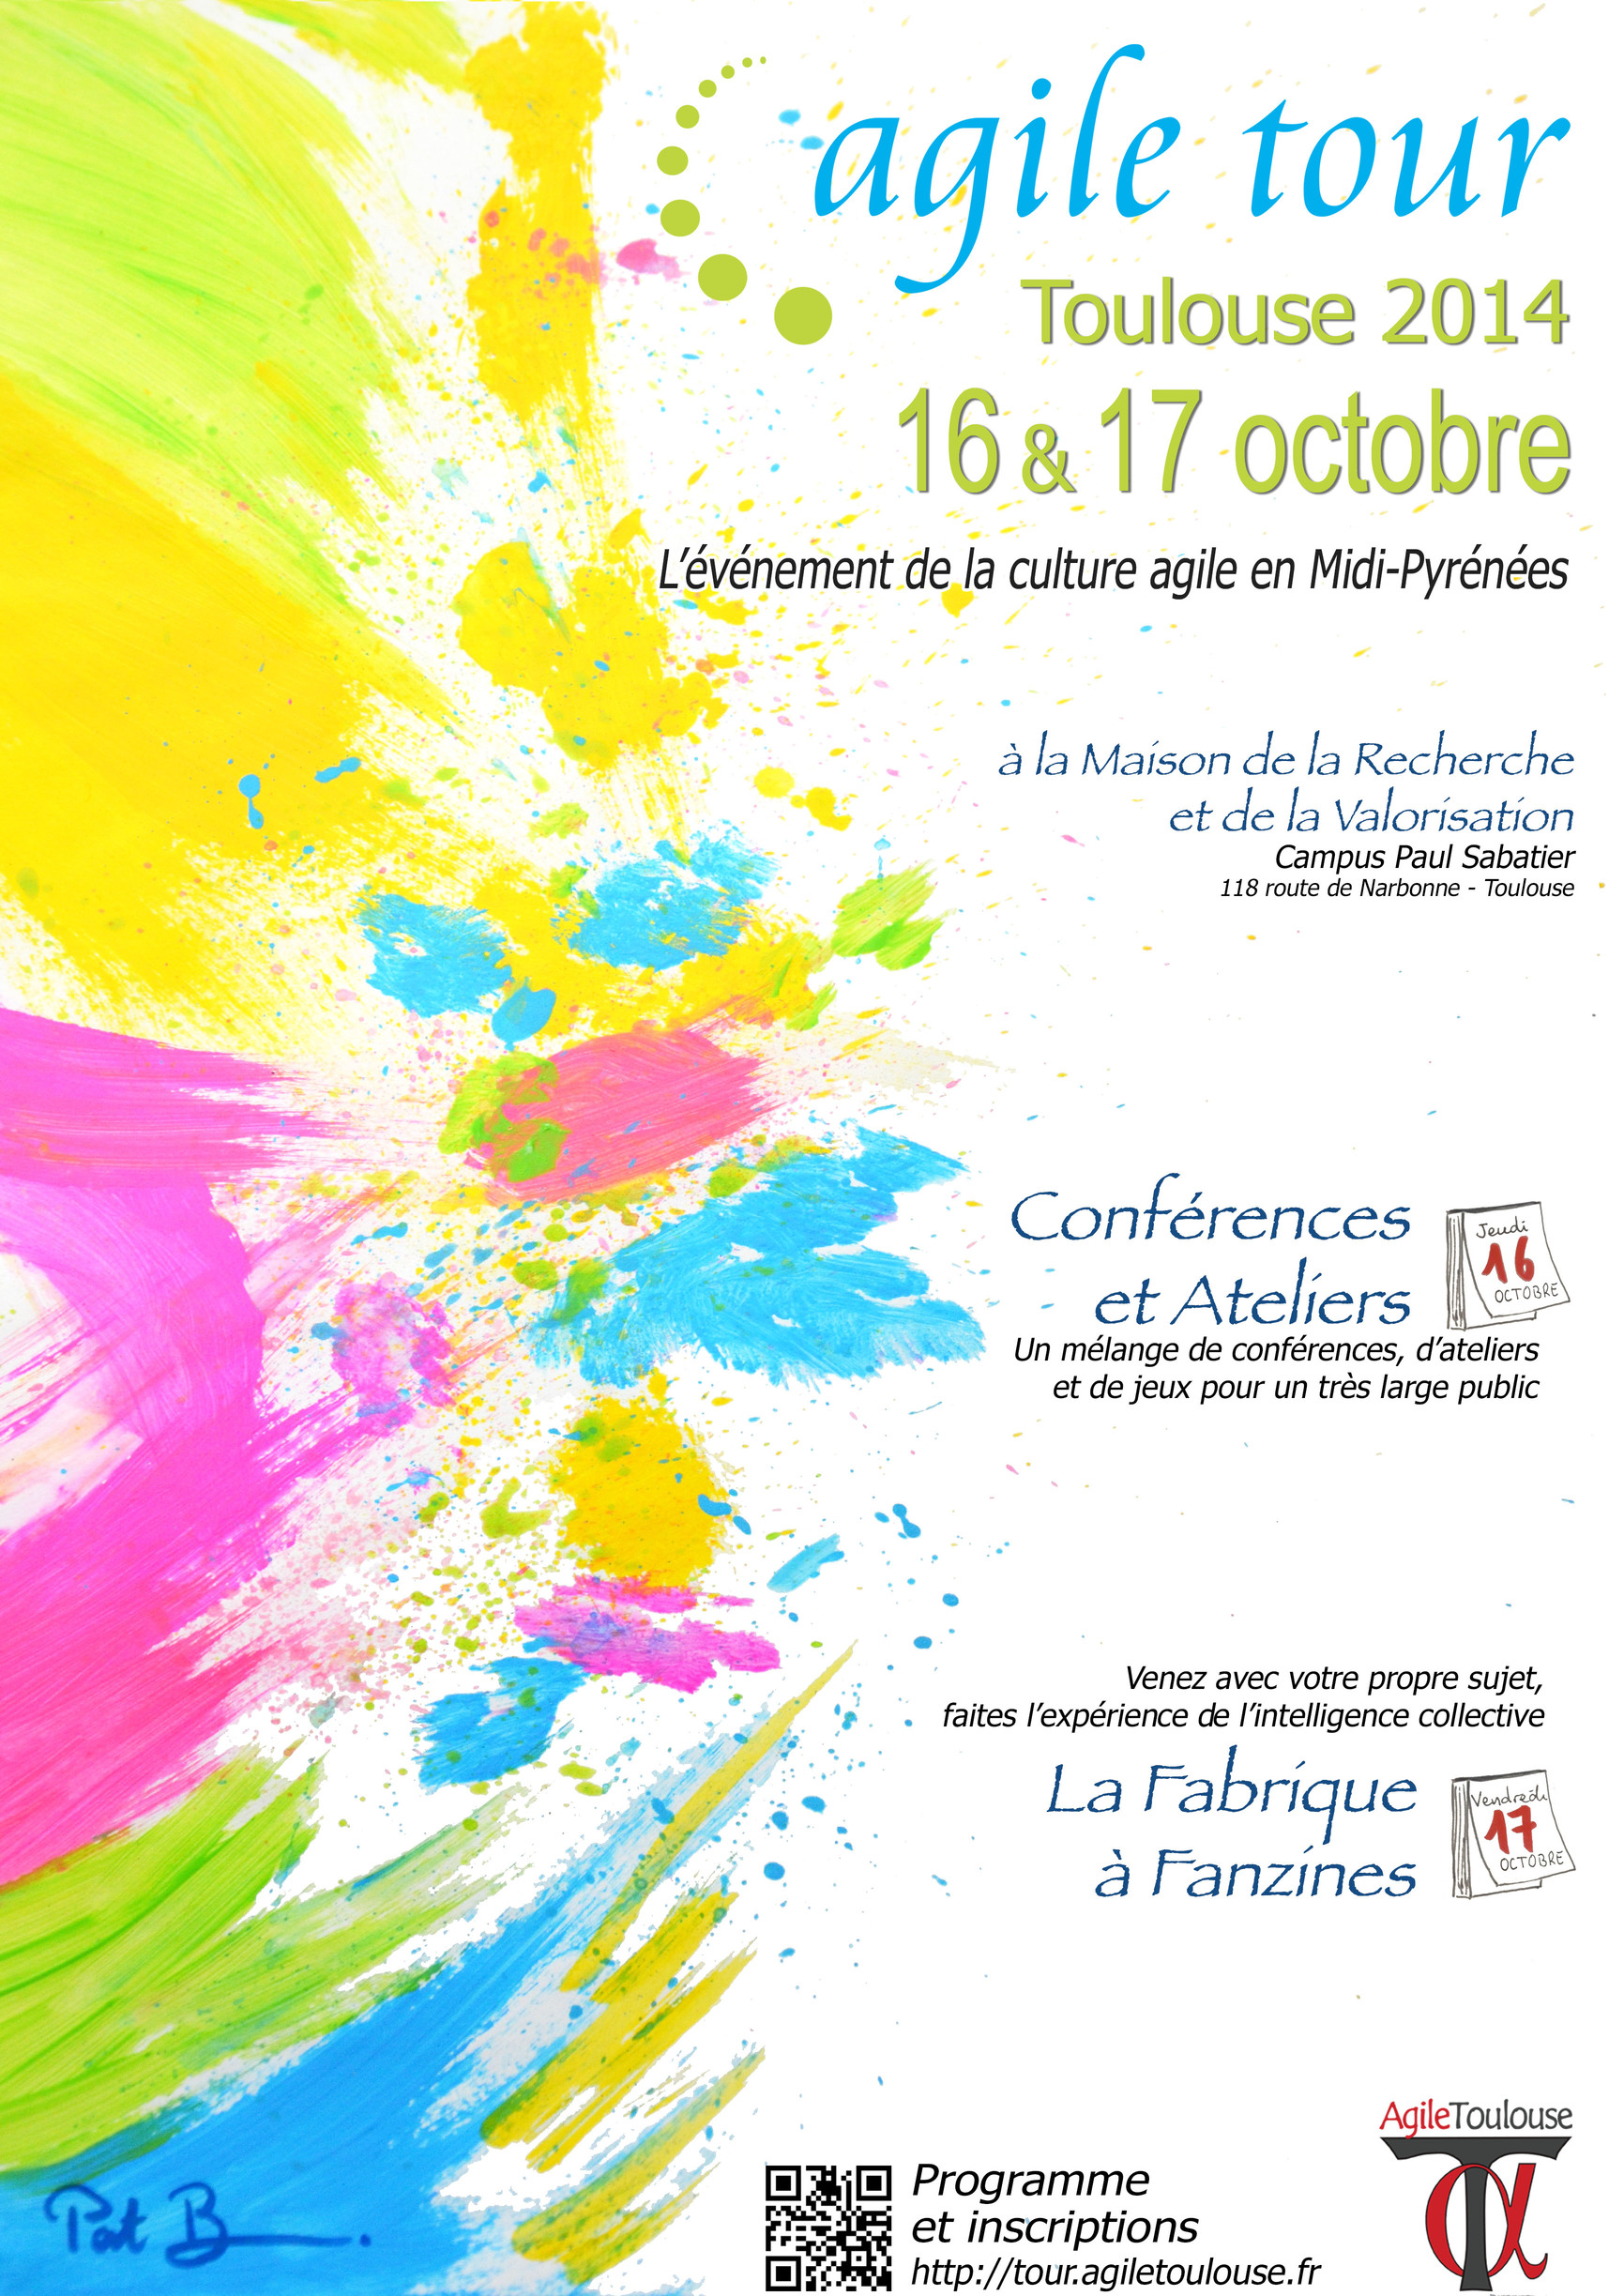 agile tour
Toulouse 2014
16 & 17 octobre
L'événement de la culture agile en Midi-Pyrénées
à la Maison de la Recherche
et de la Valorisation
Campus Paul Sabatier
118 route de Narbonne - Toulouse
Conférences
et Ateliers
Jeudi
16
OCTOBRE
Un mélange de conférences, d'ateliers
et de jeux pour un très large public
Venez avec votre propre sujet,
faites l'expérience de l'intelligence collective
La Fabrique
à Fanzines
Vendredi
17
OCTOBRE
AgileToulouse
Programme
et inscriptions
http://tour.agiletoulouse.fr
Pat B